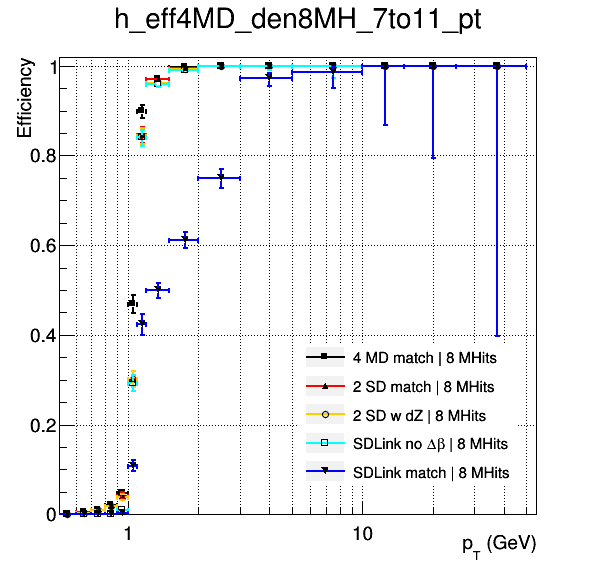 h_eff4MD_den8MH_7to11_pt
Efficiency
1
0.8
0.6
0.4
0.2
0
4 MD match | 8 MHits
2 SD match | 8 MHits
2 SD w dZ | 8 MHits
SDLink no Δβ | 8 MHits
SDLink match | 8 MHits
1
10
p_T (GeV)